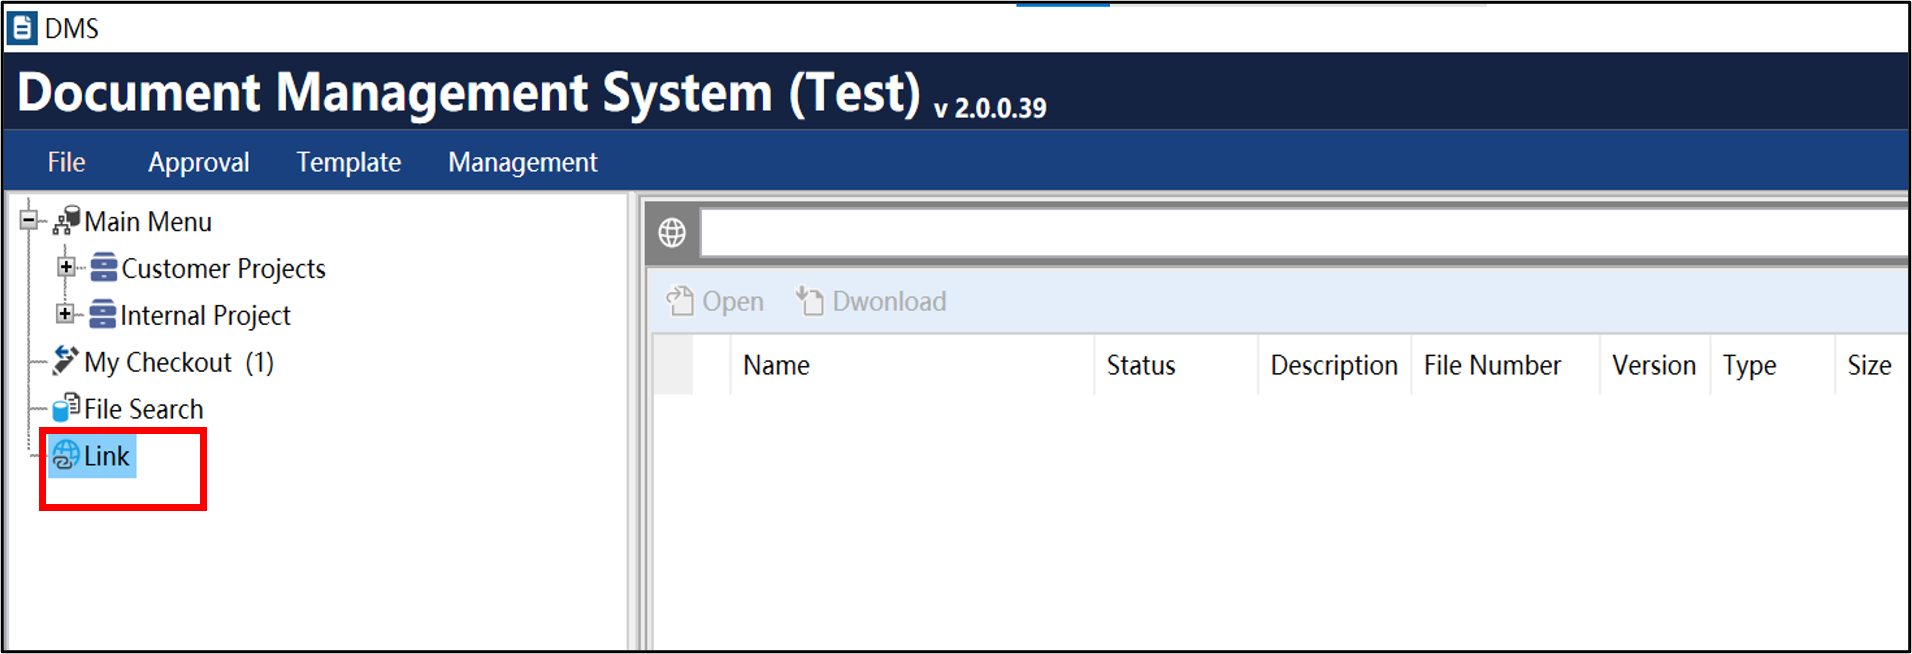 DMS
Document Management System (Test) v 2.0.0.39
File Approval Template Management
Main Menu
Customer Projects
Internal Project
My Checkout (1)
File Search
Link
Open Dwonload
Name Status Description File Number Version Type Size